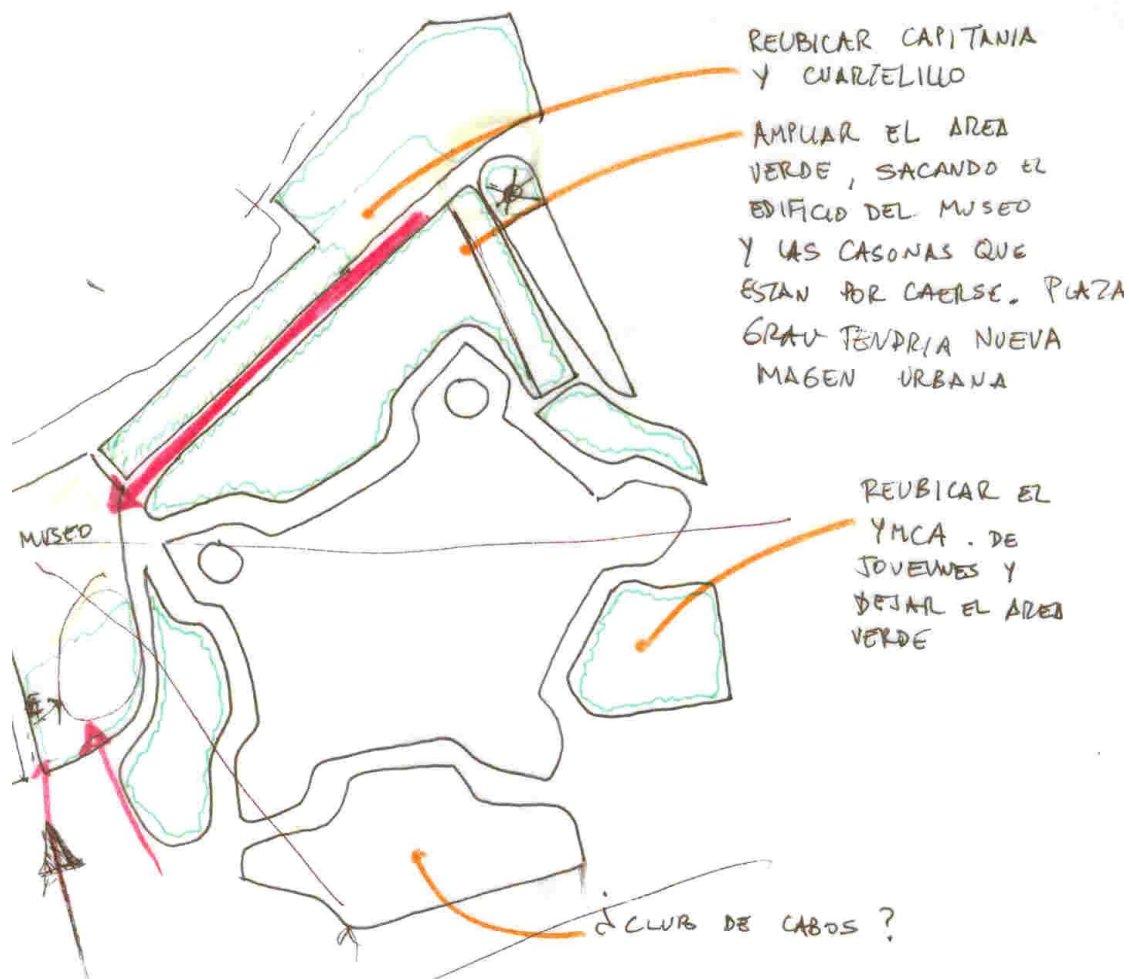 REUBICAR CAPITANIA
Y CUARTELILLO
AMPLIAR EL AREA
VERDE, SACANDO EL
EDIFICIO DEL MUSEO
Y LAS CASONAS QUE
ESTAN POR CAERSE. PLAZA
GRAU TENDRIA NUEVA
IMAGEN URBANA
REUBICAR EL
YMCA. DE
JOVENNES Y
DEJAR EL AREA
VERDE
MUSEO
¿CLUB DE CABOS?